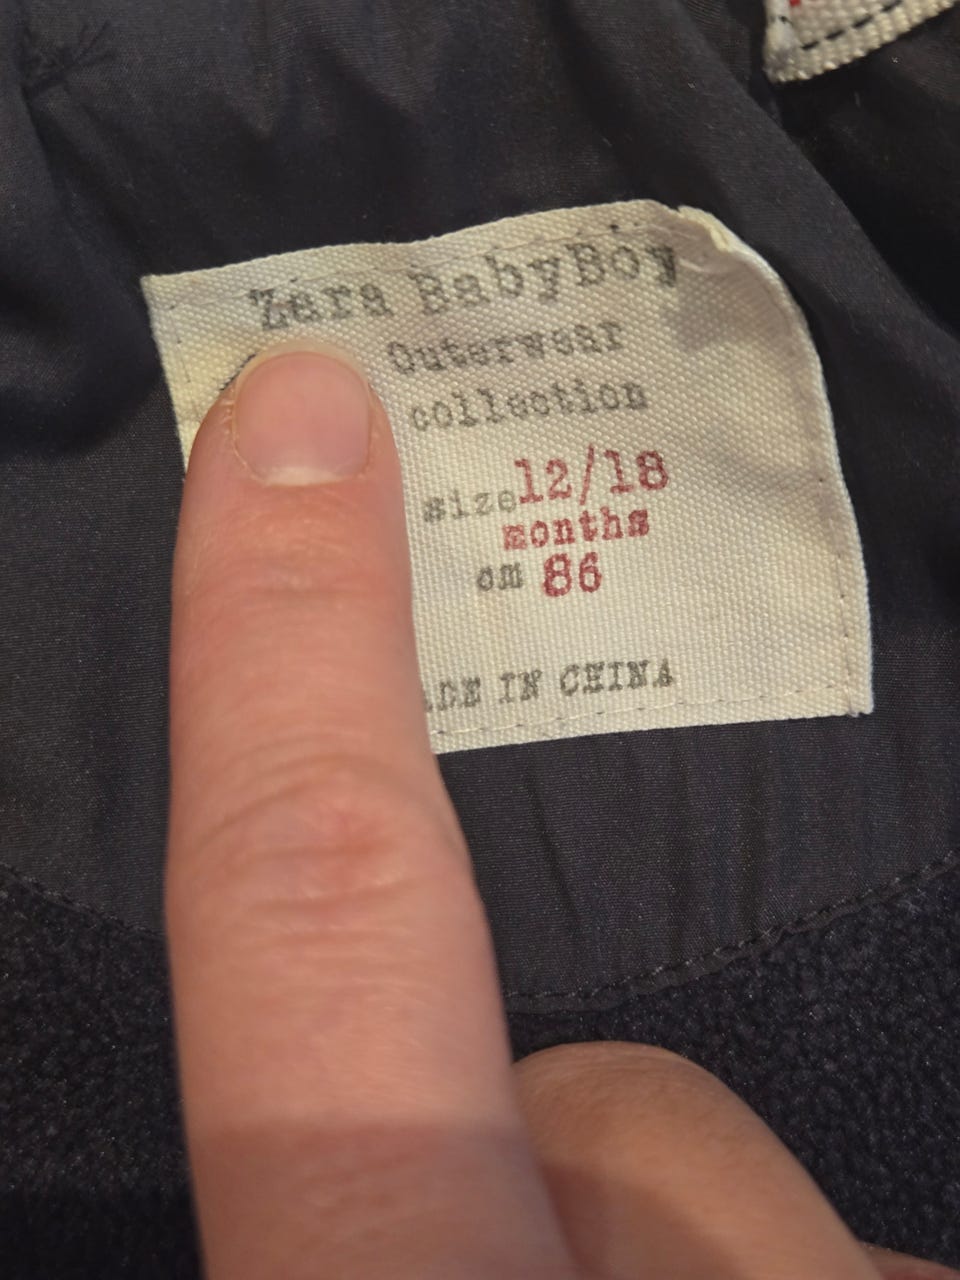 Zara BabyBoy
Outerwear
collection
size 12/18
months
cm 86
ADE IN CHINA